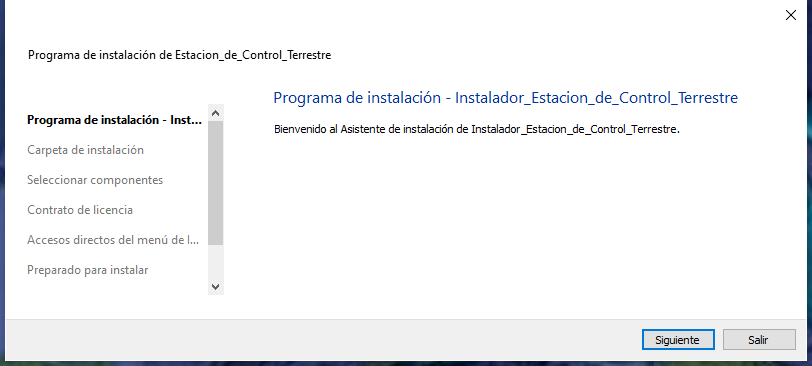 Programa de instalación de Estacion_de_Control_Terrestre
Programa de instalación - Inst...
Carpeta de instalación
Seleccionar componentes
Contrato de licencia
Accesos directos del menú de I...
Preparado para instalar
Programa de instalación - Instalador_Estacion_de_Control_Terrestre
Bienvenido al Asistente de instalación de Instalador_Estacion_de_Control_Terrestre.
Siguiente
Salir